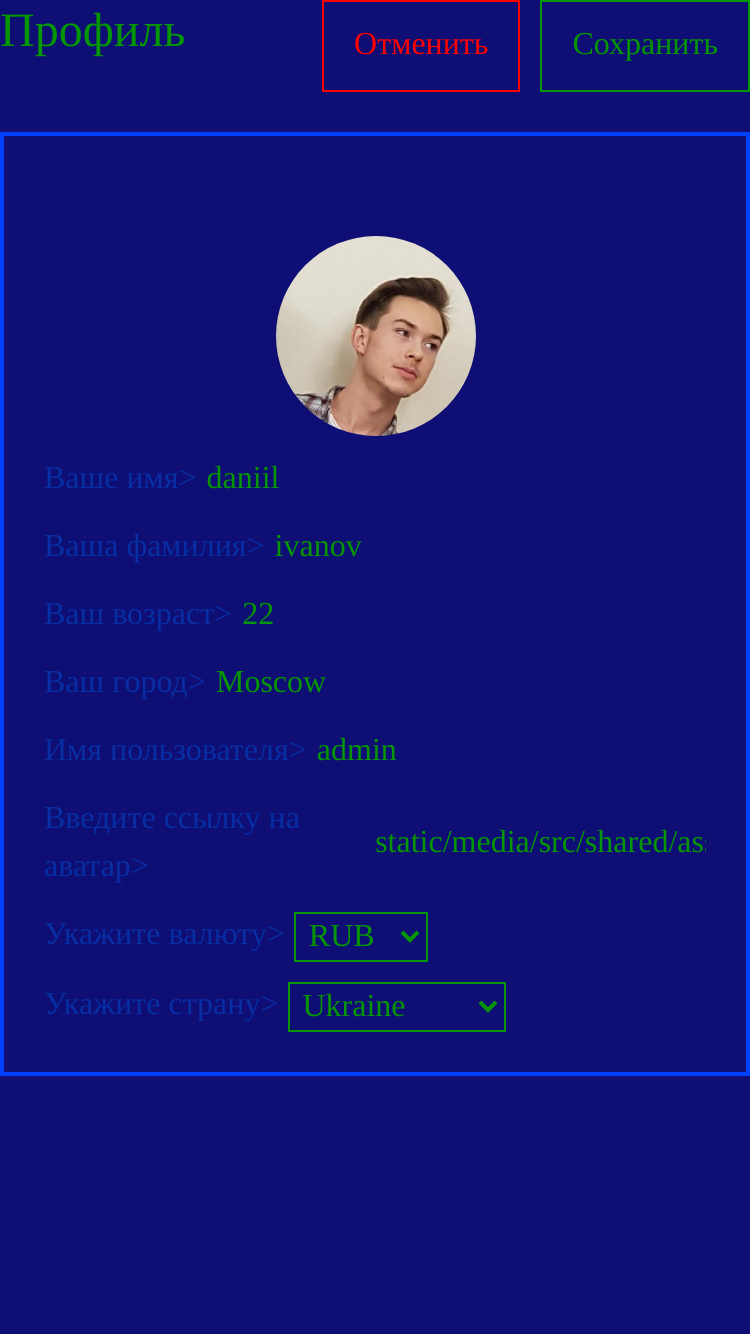 Профиль
Отменить
Сохранить
Ваше имя> daniil
Ваша фамилия> ivanov
Ваш возраст> 22
Ваш город> Moscow
Имя пользователя> admin
Введите ссылку на
аватар>
static/media/src/shared/as
Укажите валюту> RUB
Укажите страну> Ukraine